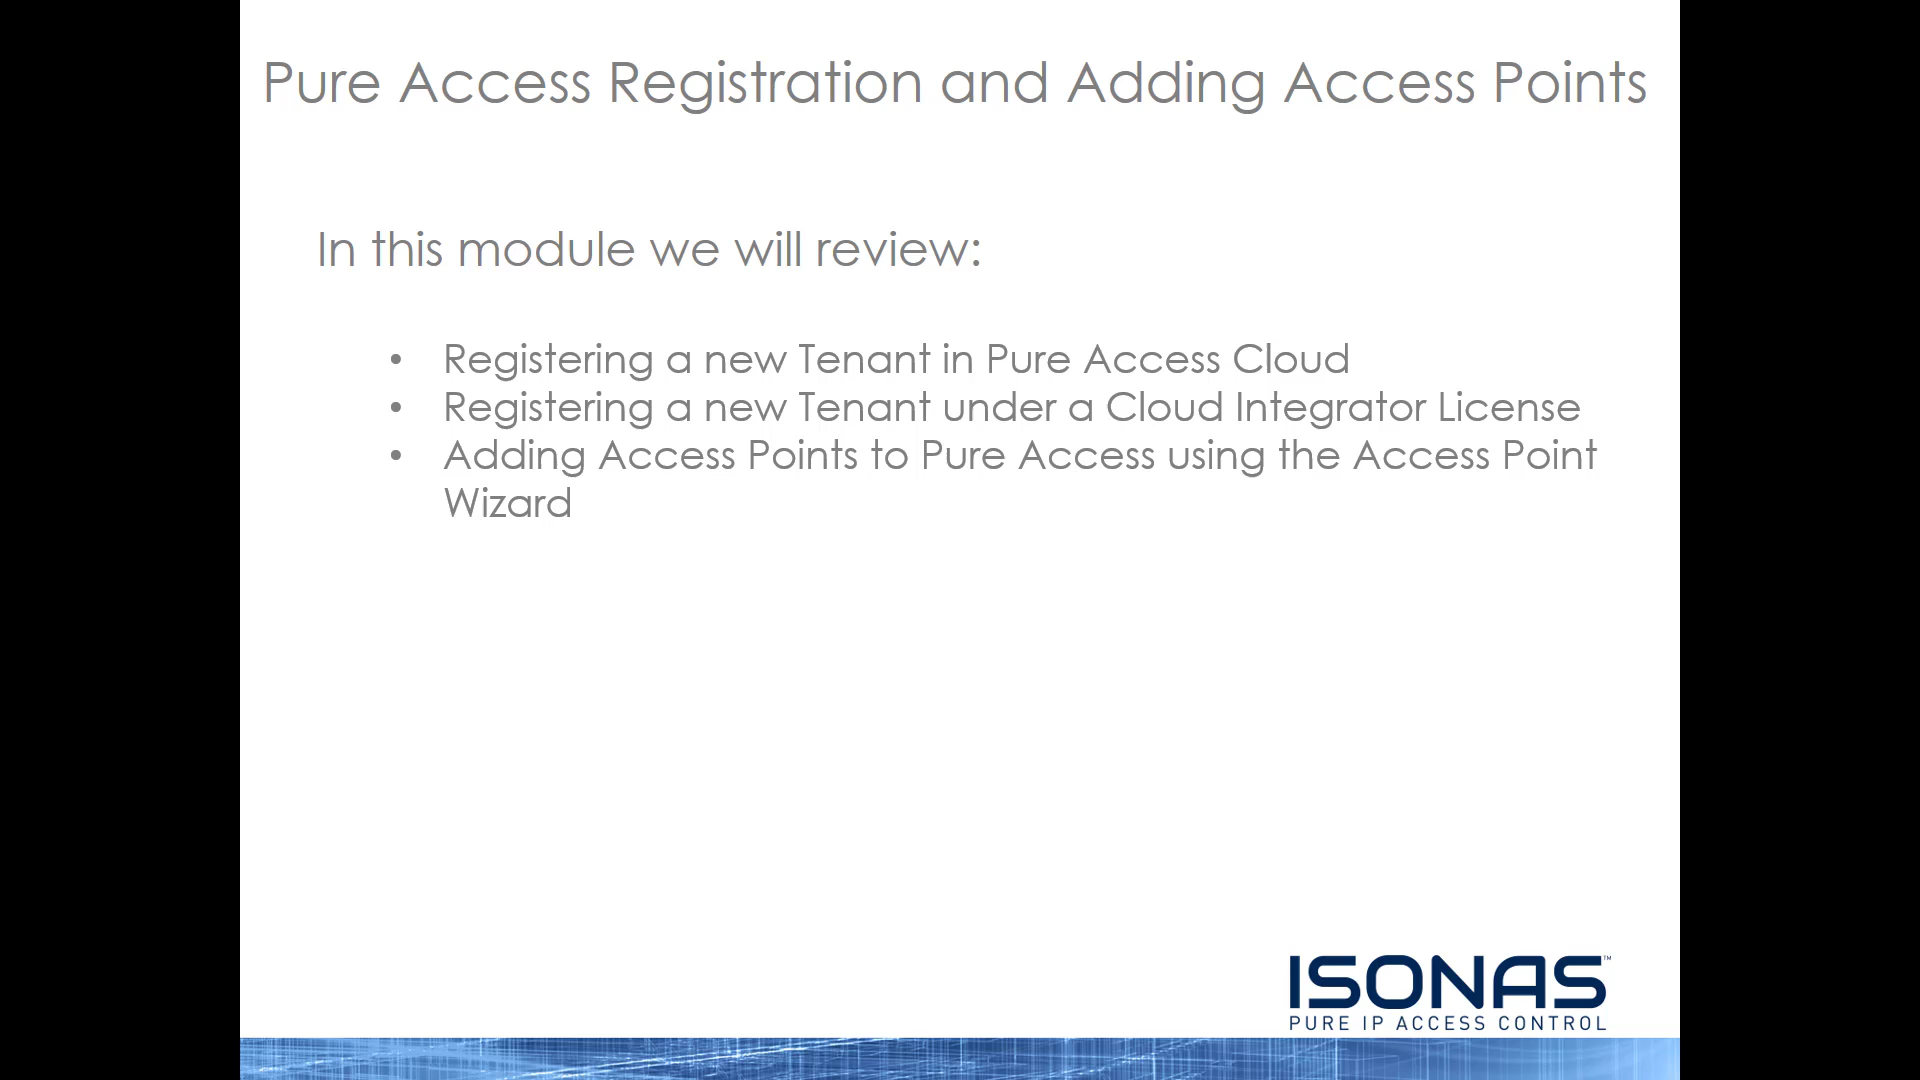 Pure Access Registration and Adding Access Points
In this module we will review:
• Registering a new Tenant in Pure Access Cloud
• Registering a new Tenant under a Cloud Integrator License
• Adding Access Points to Pure Access using the Access Point
Wizard
ISONAS™
PURE IP ACCESS CONTROL